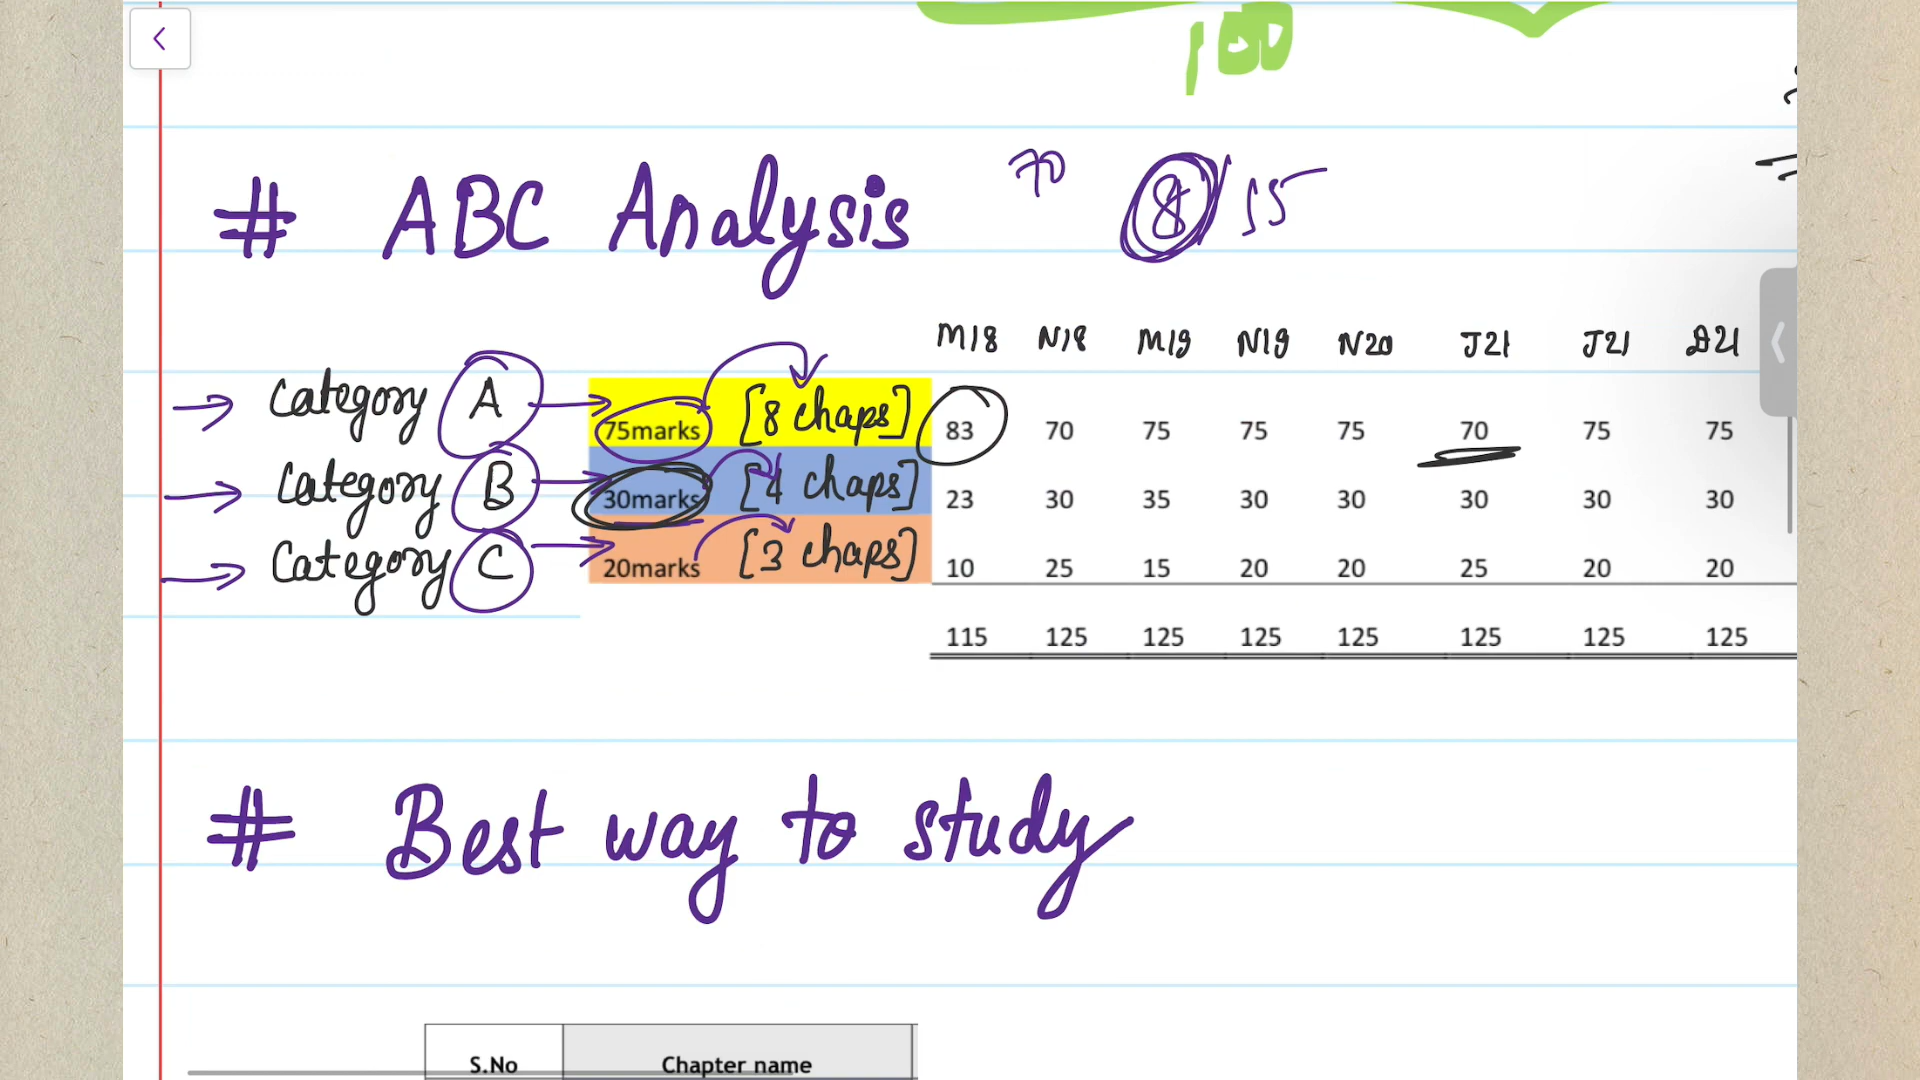 100
# ABC Analysis 70 8/15
M18 N18 M19 N19 N20 J21 J21 D21
→ Category A → 75marks [8 chaps] 83 70 75 75 75 70 75 75
→ Category B → 30marks [4 chaps] 23 30 35 30 30 30 30 30
→ Category C → 20marks [3 chaps] 10 25 15 20 20 25 20 20
115 125 125 125 125 125 125 125
# Best way to study
S.No Chapter name